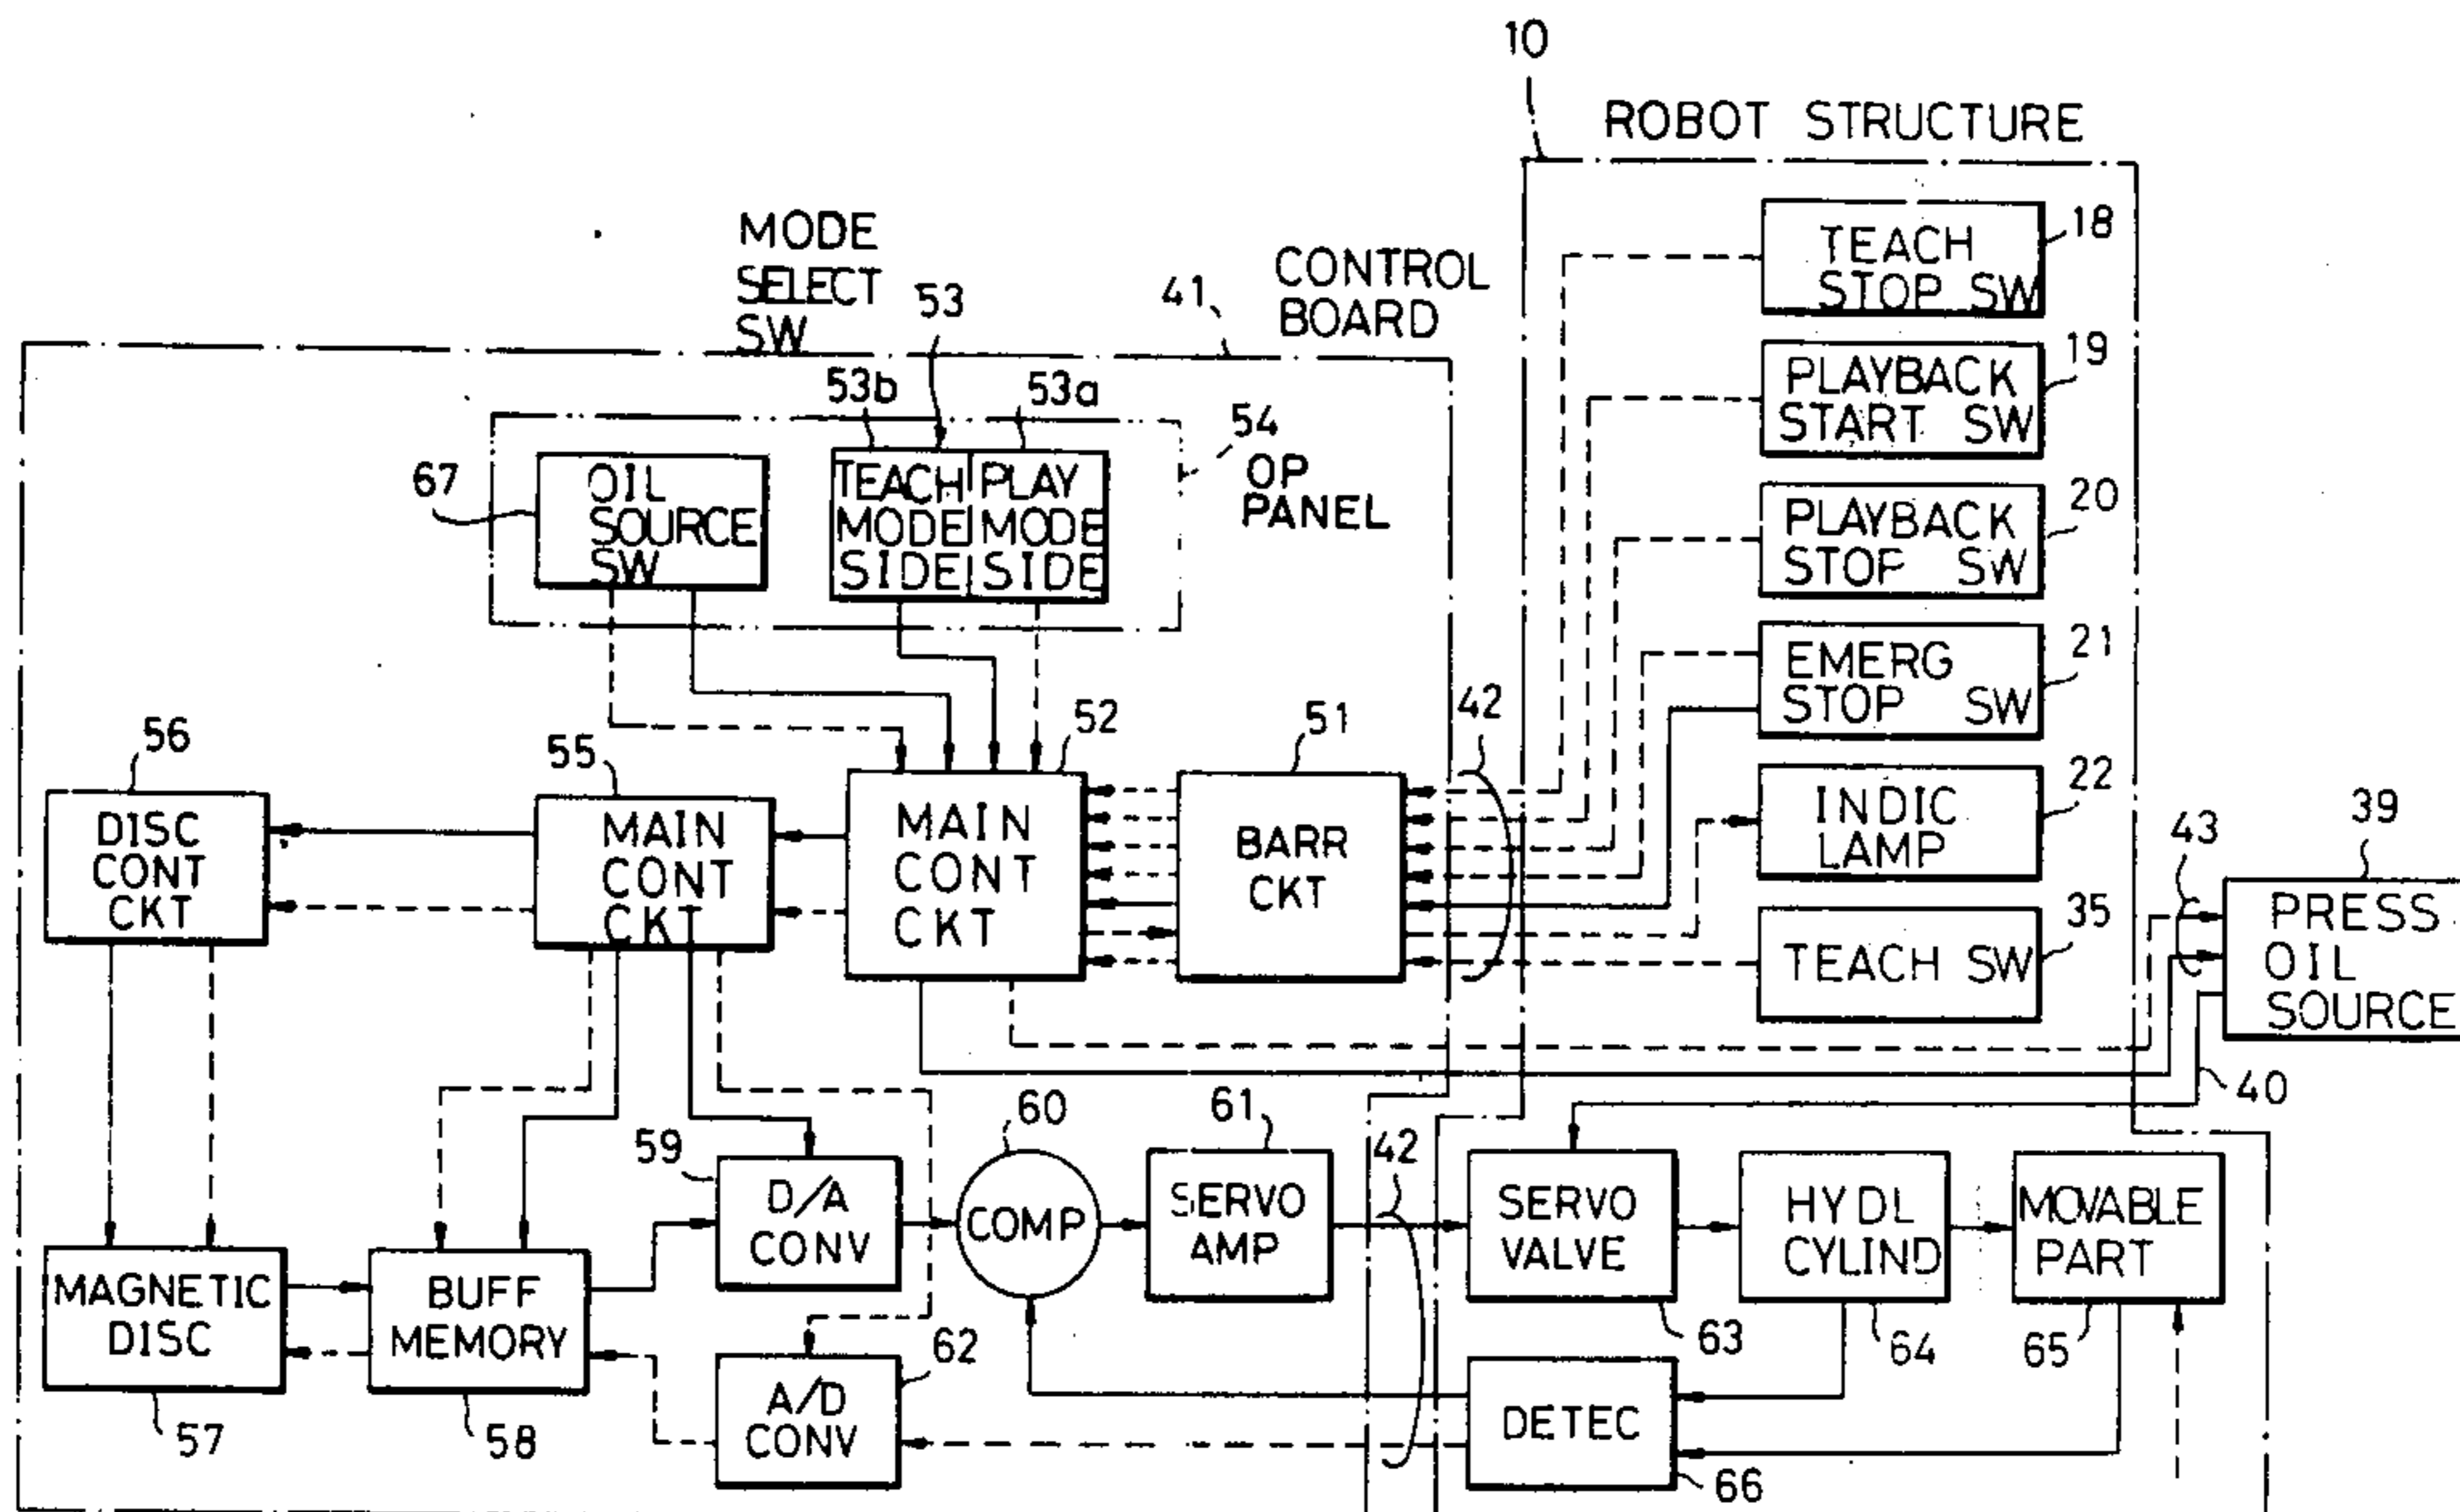 10
ROBOT STRUCTURE
MODE
SELECT
SW
53
41
CONTROL
BOARD
TEACH
STOP SW
18
PLAYBACK
START SW
19
53b
53a
54
OP
PANEL
67
OIL
SOURCE
SW
TEACH
MODE
SIDE
PLAY
MODE
SIDE
PLAYBACK
STOP SW
20
EMERG
STOP SW
21
56
55
52
51
42
INDIC
LAMP
22
DISC
CONT
CKT
MAIN
CONT
CKT
MAIN
CONT
CKT
BARR
CKT
43
39
PRESS
OIL
SOURCE
TEACH SW
35
40
59
60
61
42
D/A
CONV
COMP
SERVO
AMP
SERVO
VALVE
HYDL
CYLIND
MOVABLE
PART
MAGNETIC
DISC
BUFF
MEMORY
62
63
64
65
57
58
A/D
CONV
DETEC
66